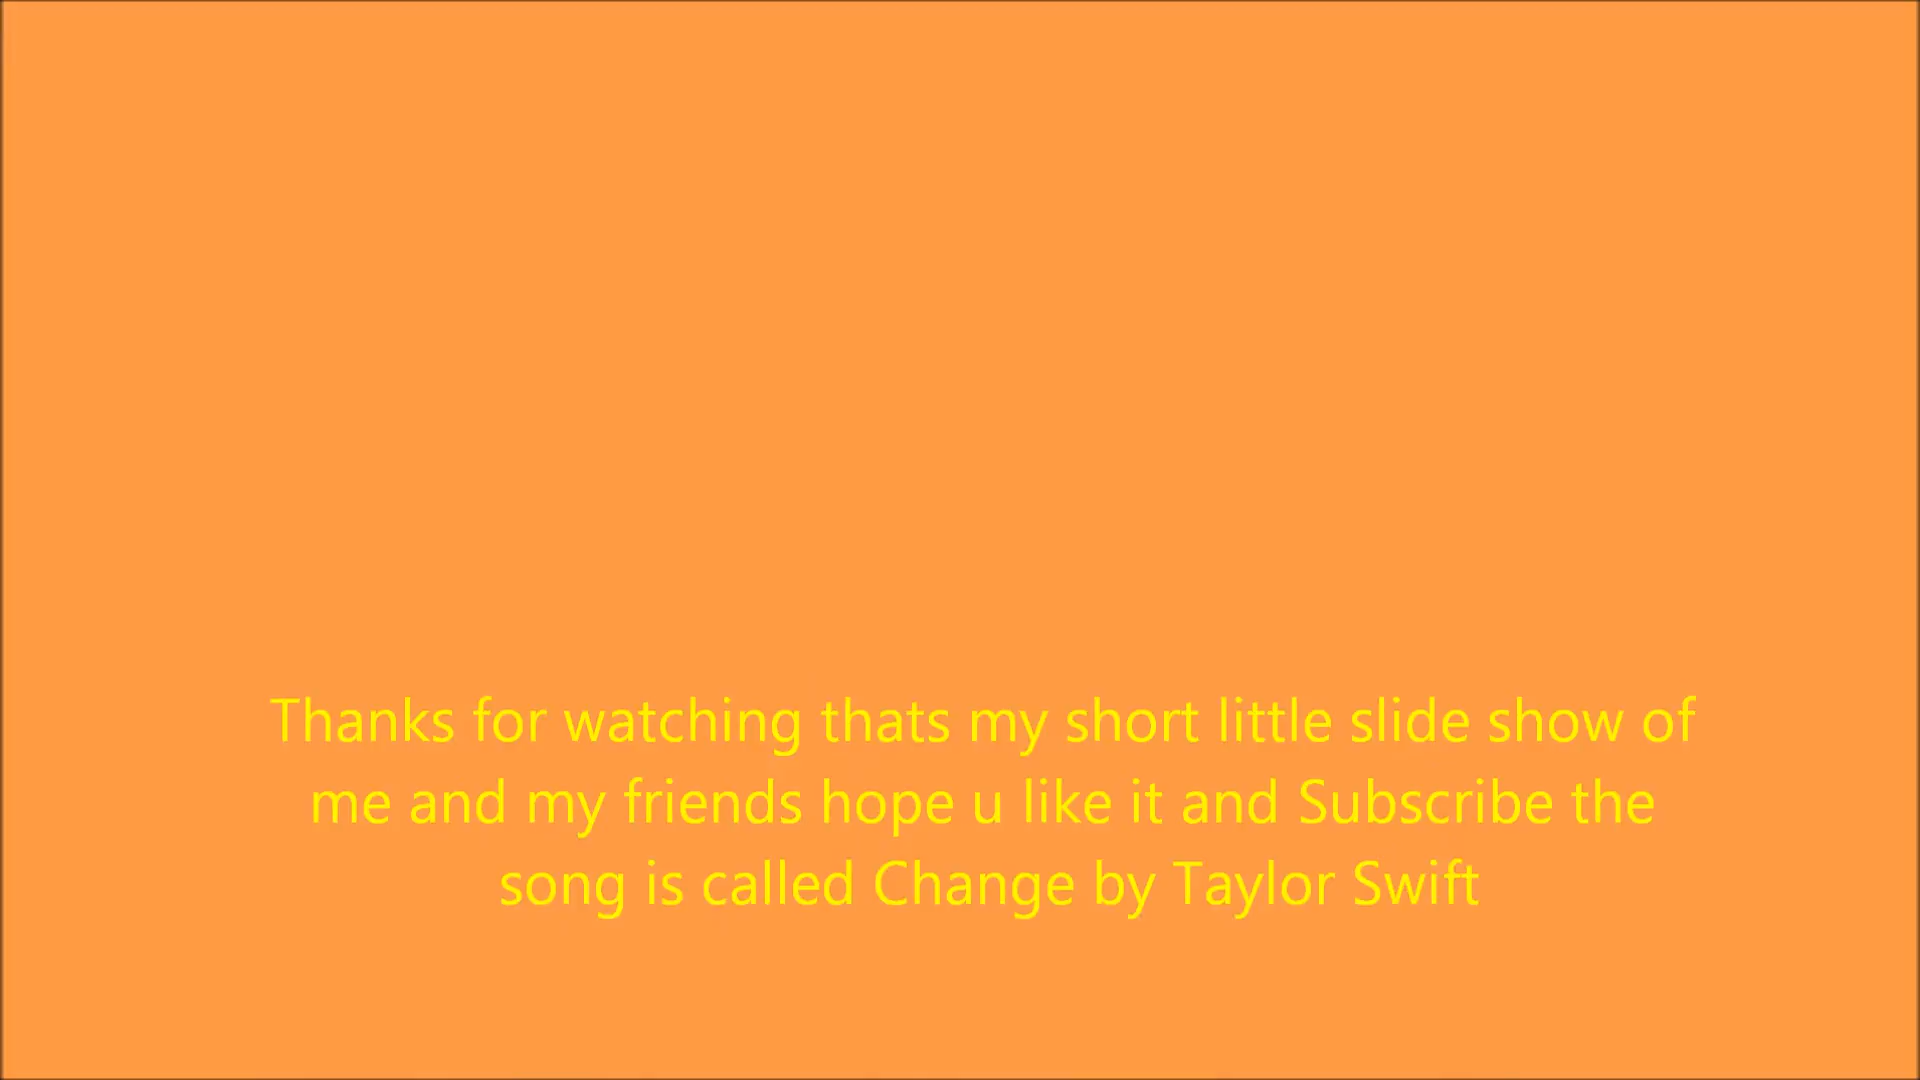 Thanks for watching thats my short little slide show of
me and my friends hope u like it and Subscribe the
song is called Change by Taylor Swift